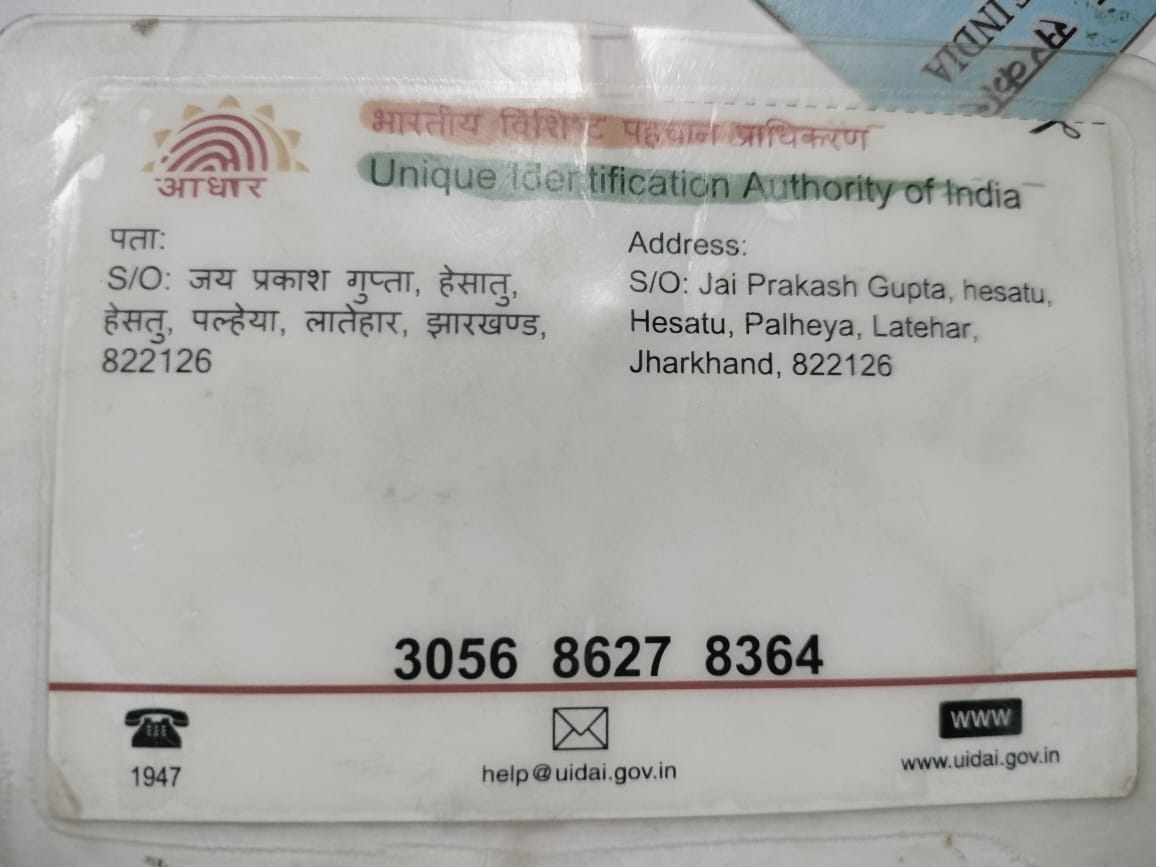 INDIA
आधार
भारतीय विशिष्ट पहचान प्राधिकरण
Unique Identification Authority of India
पता:
S/O: जय प्रकाश गुप्ता, हेसातु,
हेसतु, पल्हेया, लातेहार, झारखण्ड,
822126
Address:
S/O: Jai Prakash Gupta, hesatu,
Hesatu, Palheya, Latehar,
Jharkhand, 822126
3056 8627 8364
1947
help@uidai.gov.in
www
www.uidai.gov.in